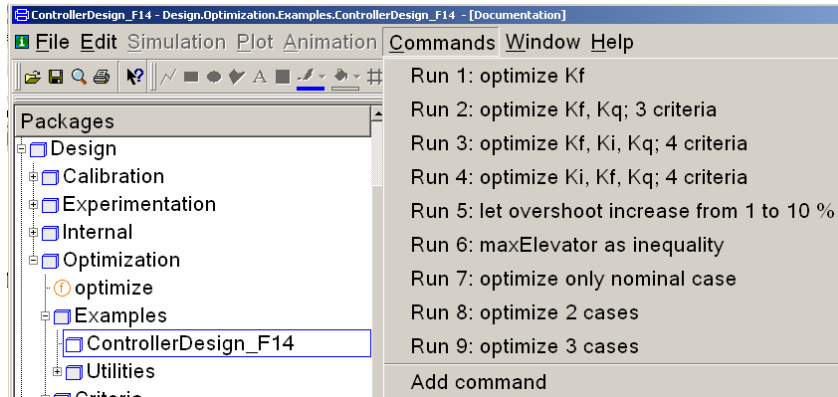 ControllerDesign_F14 - Design.Optimization.Examples.ControllerDesign_F14 - [Documentation]
File Edit Simulation Plot Animation Commands Window Help
A
Packages
Design
Calibration
Experimentation
Internal
Optimization
f optimize
Examples
ControllerDesign_F14
Utilities
Criteria
Run 1: optimize Kf
Run 2: optimize Kf, Kq; 3 criteria
Run 3: optimize Kf, Ki, Kq; 4 criteria
Run 4: optimize Ki, Kf, Kq; 4 criteria
Run 5: let overshoot increase from 1 to 10 %
Run 6: maxElevator as inequality
Run 7: optimize only nominal case
Run 8: optimize 2 cases
Run 9: optimize 3 cases
Add command